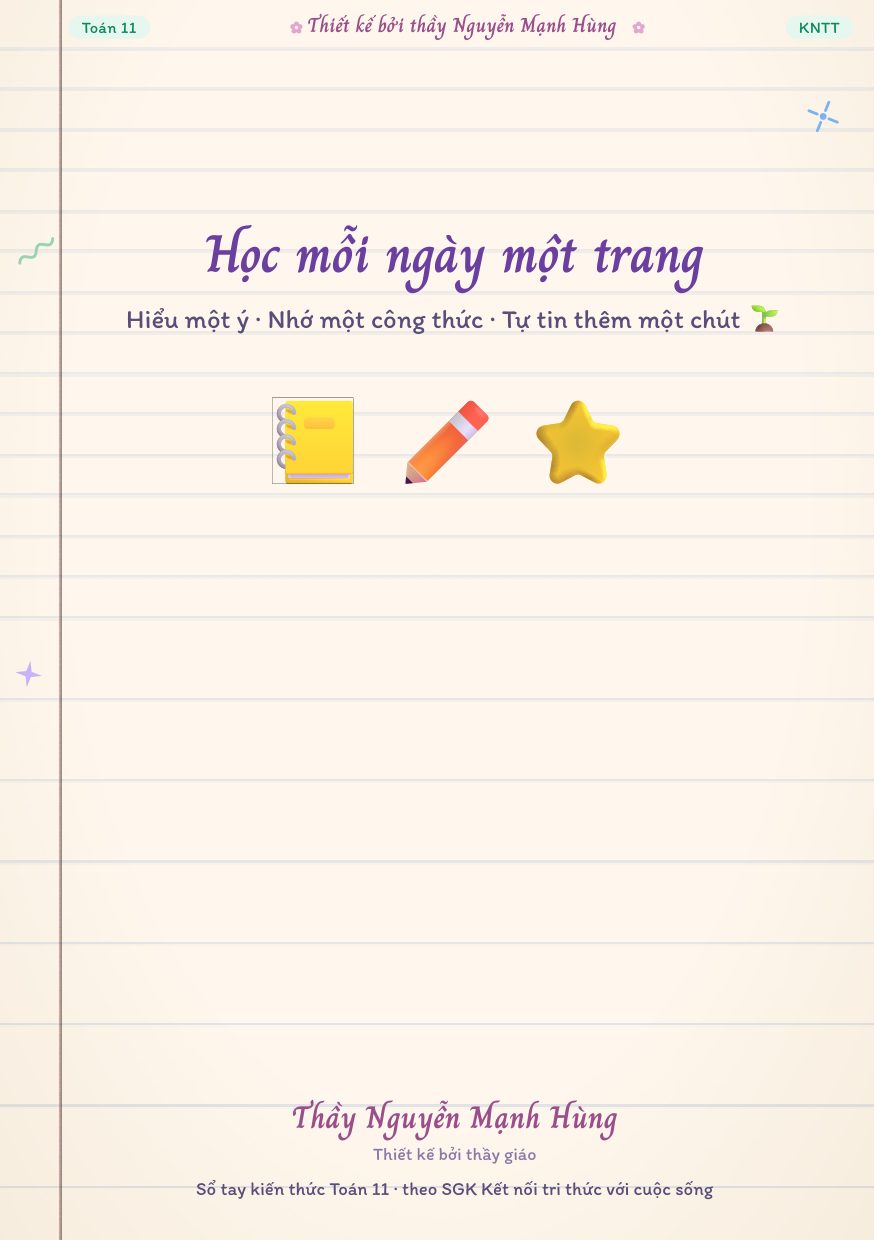 Toán 11
Thiết kế bởi thầy Nguyễn Mạnh Hùng
KNTT
Học mỗi ngày một trang
Hiểu một ý · Nhớ một công thức · Tự tin thêm một chút
Thầy Nguyễn Mạnh Hùng
Thiết kế bởi thầy giáo
Sổ tay kiến thức Toán 11 · theo SGK Kết nối tri thức với cuộc sống